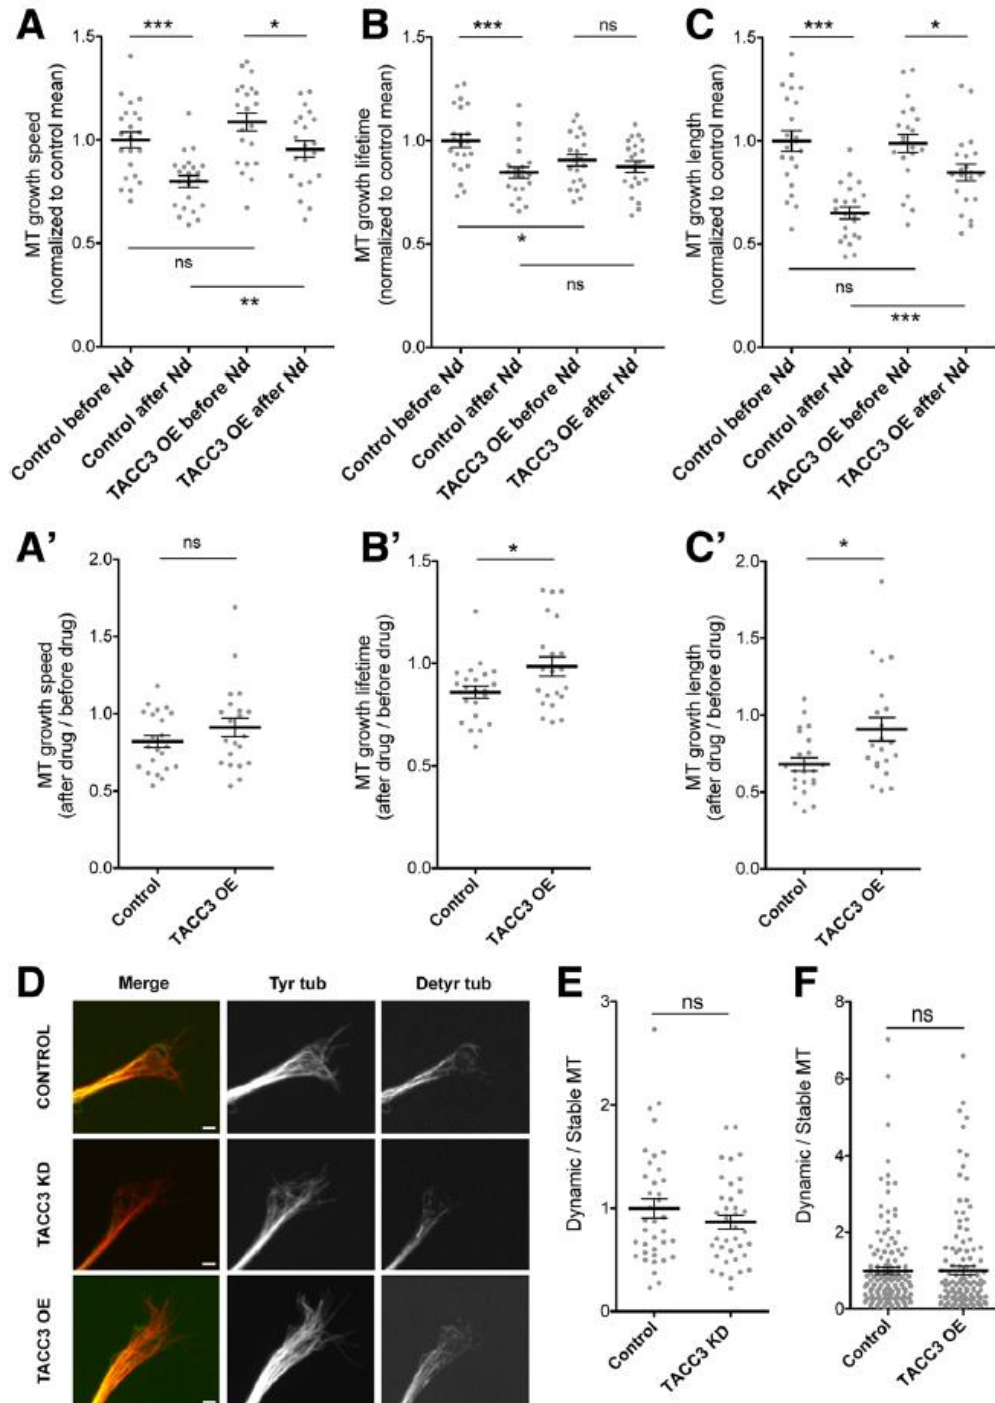 A
B
C
*** *
*** ns
*** *
MT growth speed
(normalized to control mean)
1.5
1.0
0.5
0.0
ns
**
Control before Nd
Control after Nd
TACC3 OE before Nd
TACC3 OE after Nd
MT growth lifetime
(normalized to control mean)
1.5
1.0
0.5
0.0
*
ns
Control before Nd
Control after Nd
TACC3 OE before Nd
TACC3 OE after Nd
MT growth length
(normalized to control mean)
1.5
1.0
0.5
0.0
ns
***
Control before Nd
Control after Nd
TACC3 OE before Nd
TACC3 OE after Nd
A'
ns
MT growth speed
(after drug / before drug)
2.0
1.5
1.0
0.5
0.0
Control
TACC3 OE
B'
*
MT growth lifetime
(after drug / before drug)
1.5
1.0
0.5
0.0
Control
TACC3 OE
C'
*
MT growth length
(after drug / before drug)
2.0
1.5
1.0
0.5
0.0
Control
TACC3 OE
D
Merge Tyr tub Detyr tub
CONTROL
TACC3 KD
TACC3 OE
E
ns
Dynamic / Stable MT
3
2
1
0
Control
TACC3 KD
F
ns
Dynamic / Stable MT
8
6
4
2
0
Control
TACC3 OE